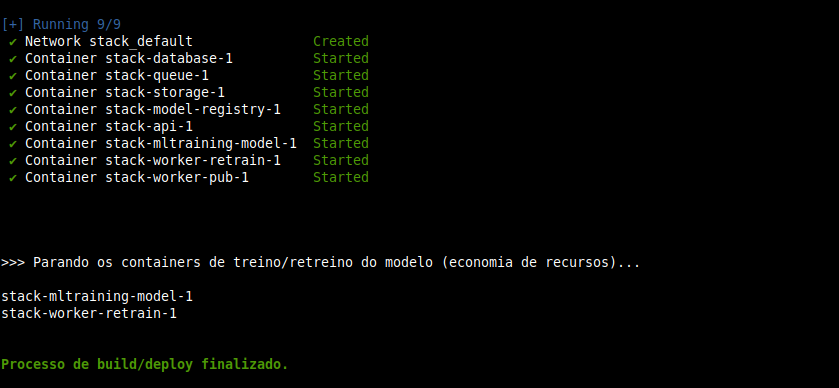 [+] Running 9/9
✔ Network stack_default Created
✔ Container stack-database-1 Started
✔ Container stack-queue-1 Started
✔ Container stack-storage-1 Started
✔ Container stack-model-registry-1 Started
✔ Container stack-api-1 Started
✔ Container stack-mltraining-model-1 Started
✔ Container stack-worker-retrain-1 Started
✔ Container stack-worker-pub-1 Started
>>> Parando os containers de treino/retreino do modelo (economia de recursos)...
stack-mltraining-model-1
stack-worker-retrain-1
Processo de build/deploy finalizado.